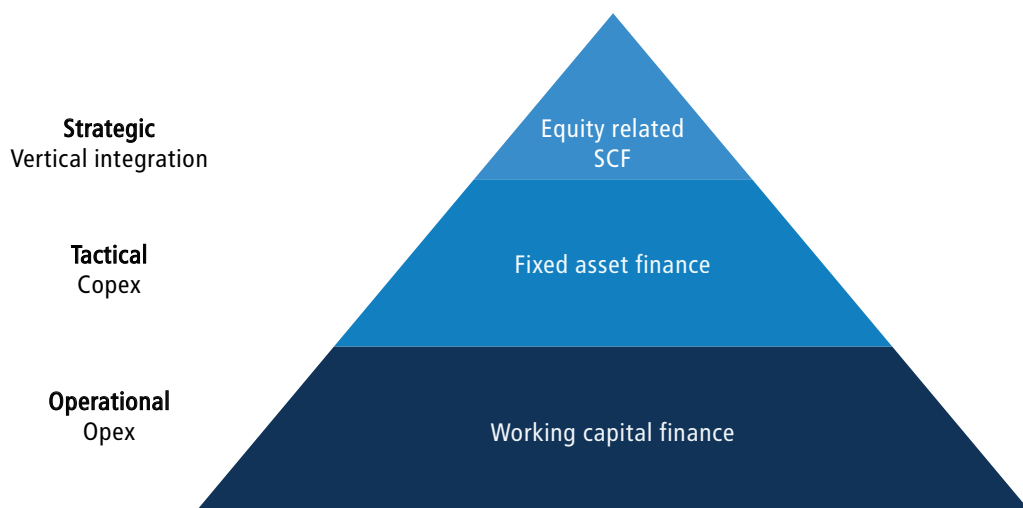 Strategic
Vertical integration
Equity related
SCF
Tactical
Copex
Fixed asset finance
Operational
Opex
Working capital finance